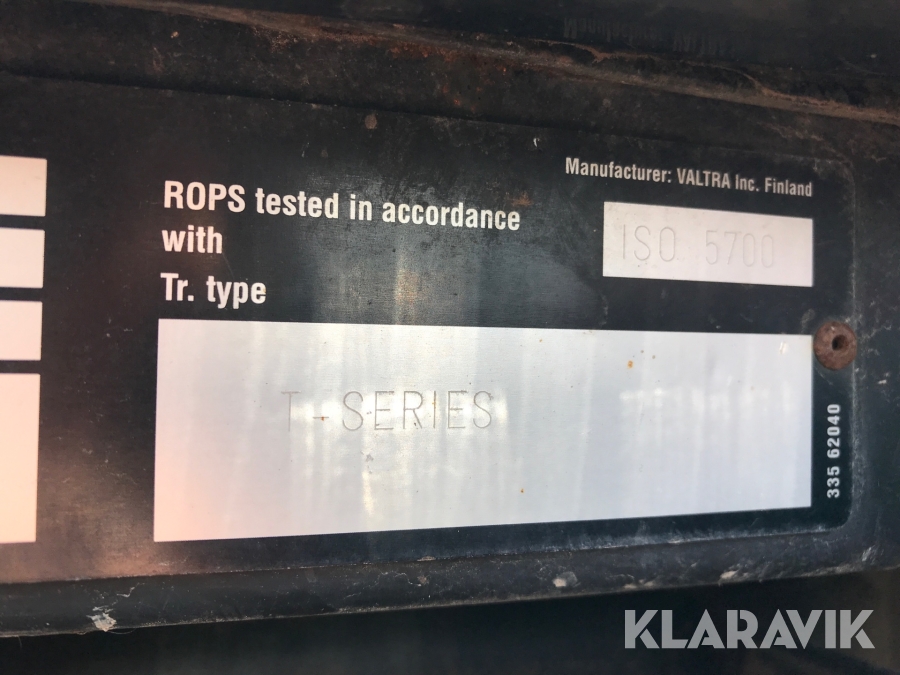 Manufacturer: VALTRA Inc. Finland
ROPS tested in accordance
with
ISO 5700
Tr. type
T-SERIES
335 62040
KLARAVIK